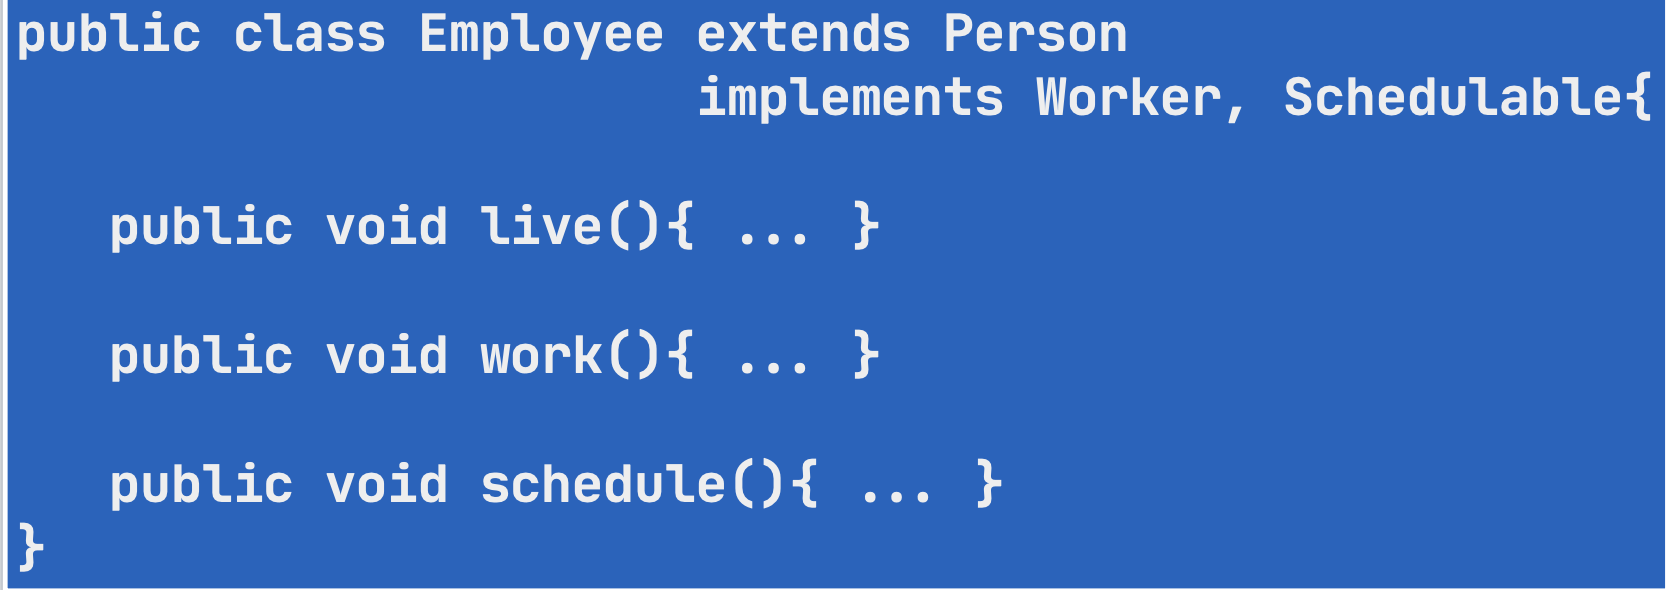 public class Employee extends Person
implements Worker, Schedulable{
public void live(){ ... }
public void work(){ ... }
public void schedule(){ ... }
}